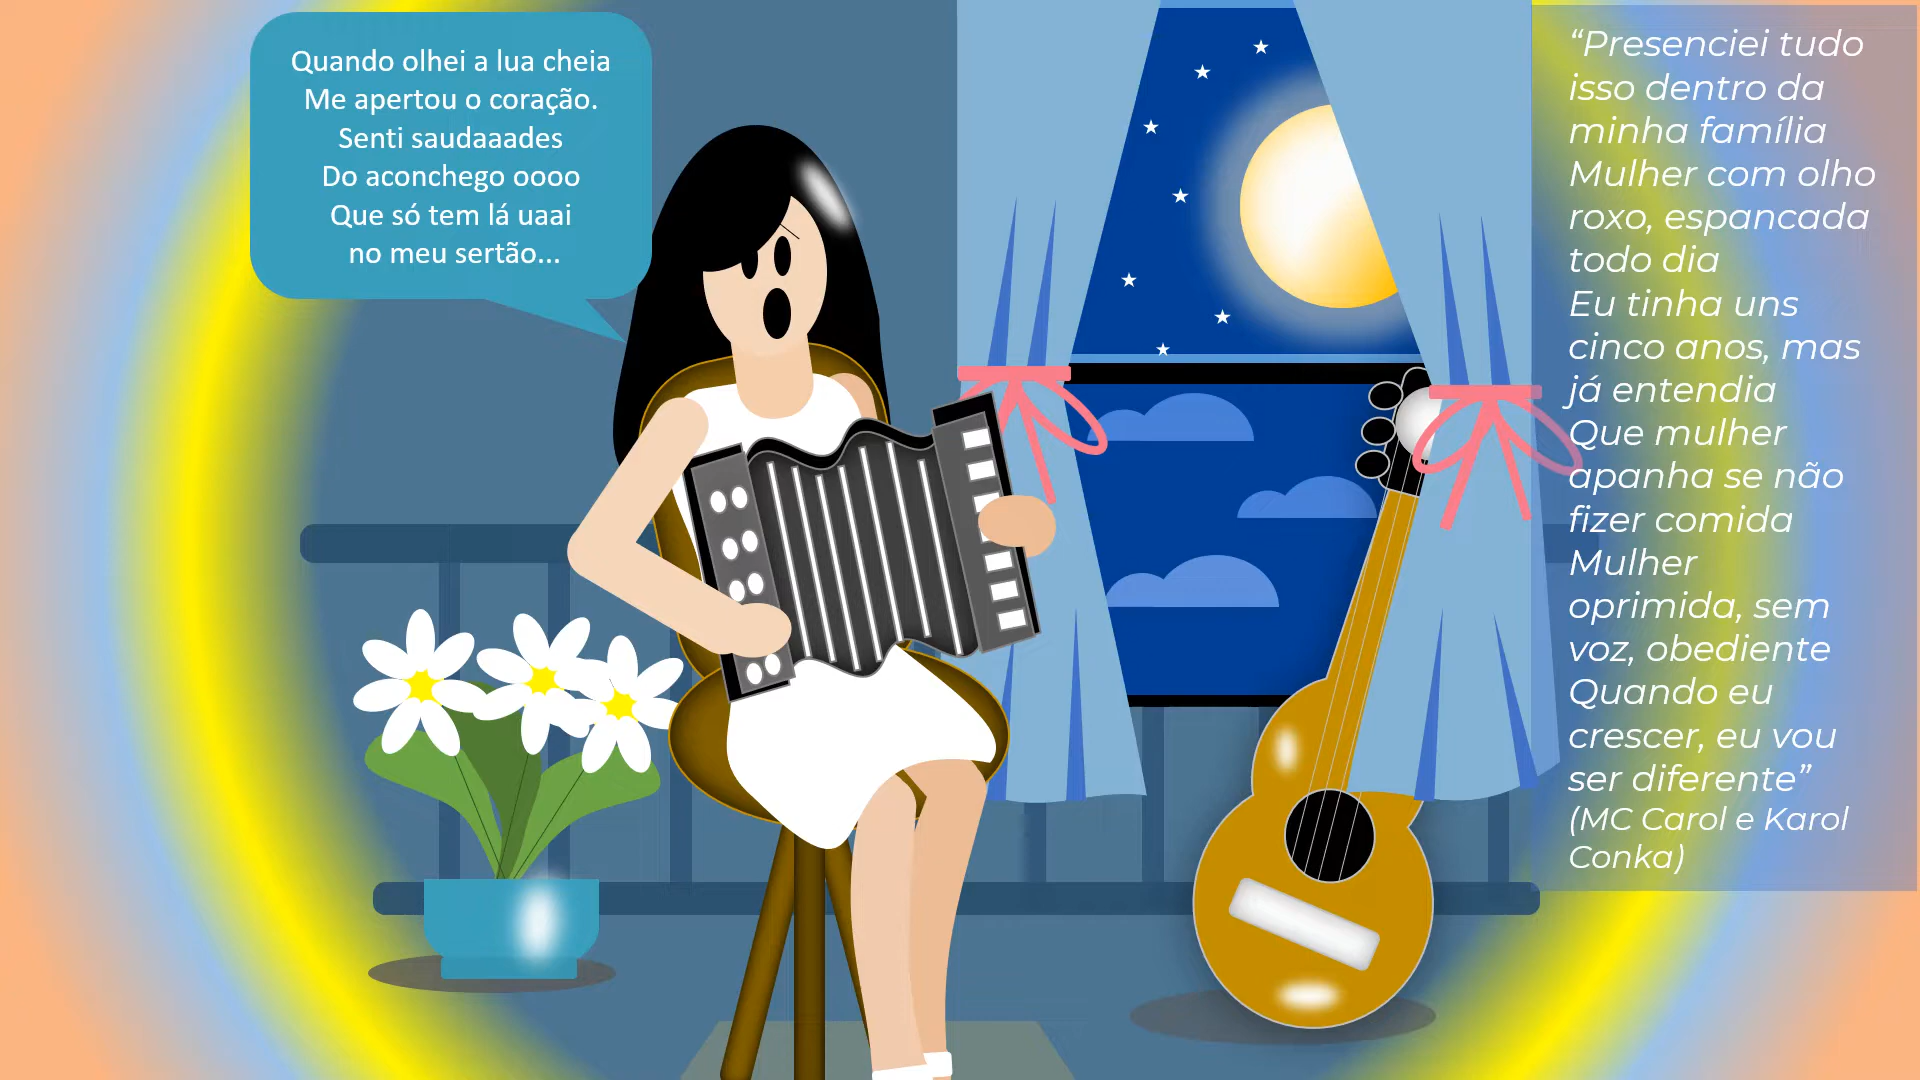 Quando olhei a lua cheia
Me apertou o coração.
Senti saudaaades
Do aconchego oooo
Que só tem lá uaai
no meu sertão...
“Presenciei tudo
isso dentro da
minha família
Mulher com olho
roxo, espancada
todo dia
Eu tinha uns
cinco anos, mas
já entendia
Que mulher
apanha se não
fizer comida
Mulher
oprimida, sem
voz, obediente
Quando eu
crescer, eu vou
ser diferente”
(MC Carol e Karol
Conka)